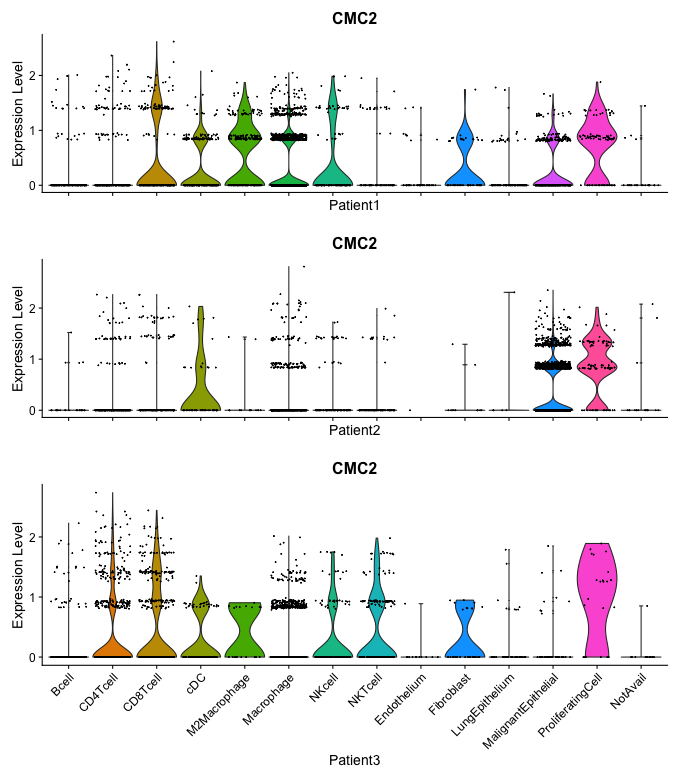 CMC2
Expression Level
2
1
0
Patient1
CMC2
Expression Level
2
1
0
Patient2
CMC2
Expression Level
2
1
0
Bcell
CD4Tcell
CD8Tcell
cDC
M2Macrophage
Macrophage
NKcell
NKTcell
Endothelium
Fibroblast
LungEpithelium
MalignantEpithelial
ProliferatingCell
NotAvail
Patient3